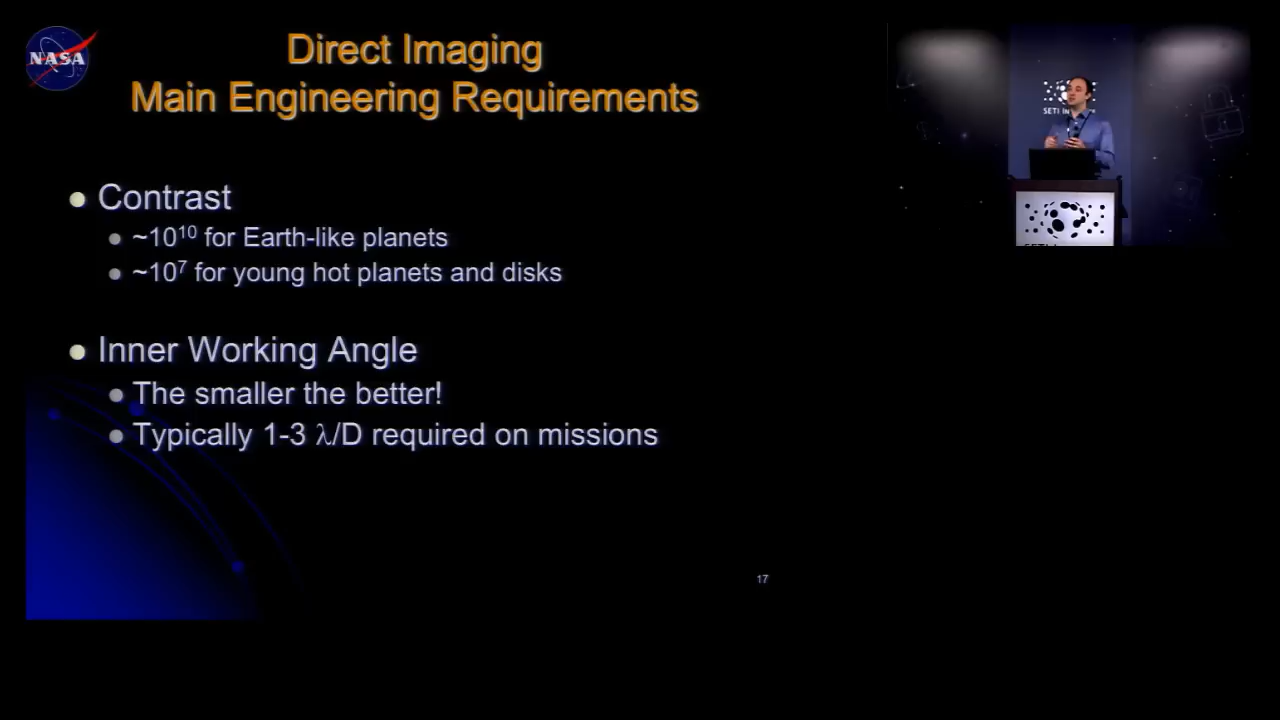 NASA
Direct Imaging
Main Engineering Requirements
SETI IN
• Contrast
• ~10¹⁰ for Earth-like planets
• ~10⁷ for young hot planets and disks
• Inner Working Angle
• The smaller the better!
• Typically 1-3 λ/D required on missions
17